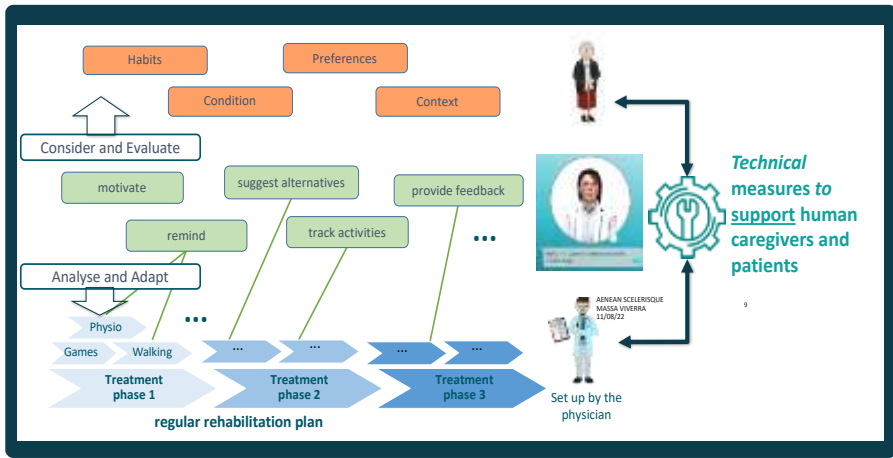 Habits
Preferences
Condition
Context
Consider and Evaluate
motivate
suggest alternatives
provide feedback
remind
track activities
...
Analyse and Adapt
...
Physio
Games
Walking
...
...
...
...
Treatment
phase 1
Treatment
phase 2
Treatment
phase 3
regular rehabilitation plan
AENEAN SCELERISQUE
MASSA VIVERRA
11/08/22
Set up by the
physician
Technical
measures to
support human
caregivers and
patients
9